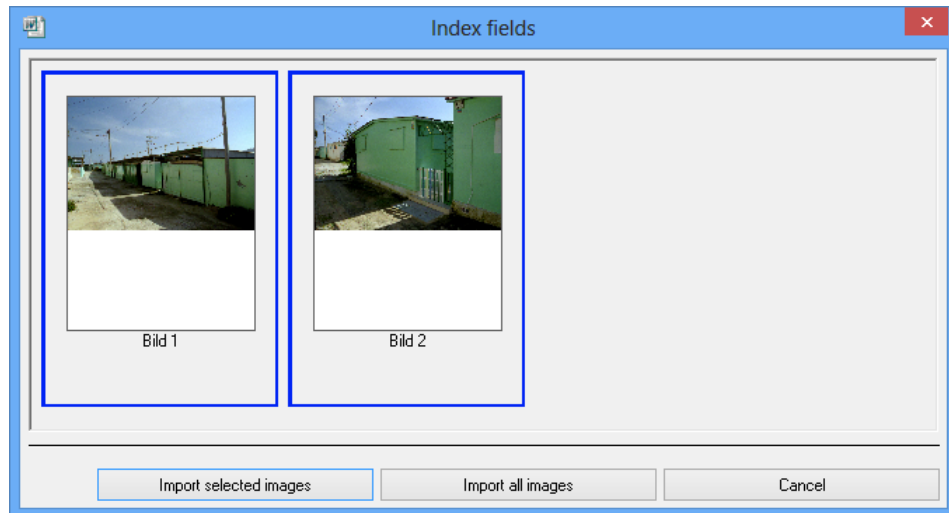 Index fields
Bild 1 Bild 2
Import selected images Import all images Cancel